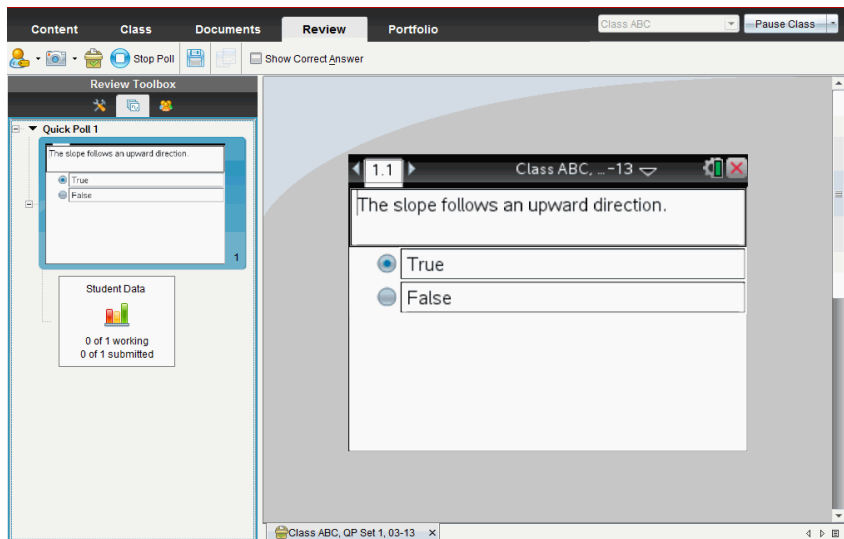 Content Class Documents Review Portfolio Class ABC Pause Class
Stop Poll Show Correct Answer
Review Toolbox
Quick Poll 1
The slope follows an upward direction.
True
False
1
Student Data
0 of 1 working
0 of 1 submitted
1.1 Class ABC, ...-13
The slope follows an upward direction.
True
False
Class ABC, QP Set 1, 03-13